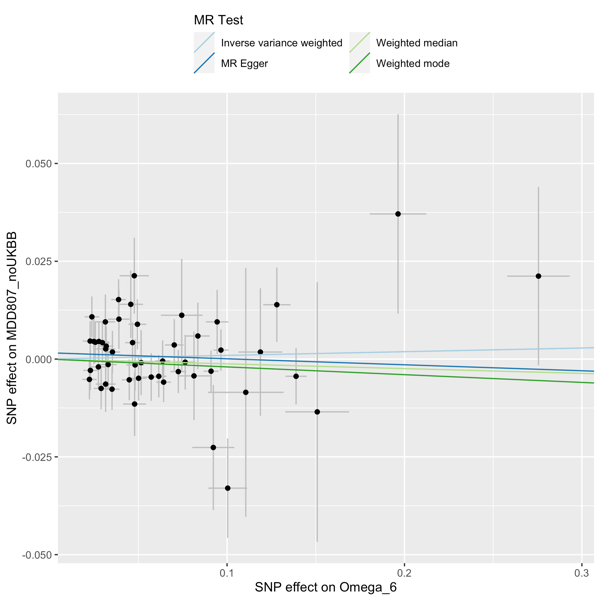 MR Test
Inverse variance weighted
Weighted median
MR Egger
Weighted mode
SNP effect on MDD807_noUKBB
0.050
0.025
0.000
-0.025
-0.050
0.1
0.2
0.3
SNP effect on Omega_6